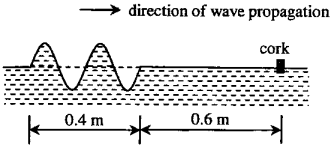 direction of wave propagation
cork
0.4 m
0.6 m